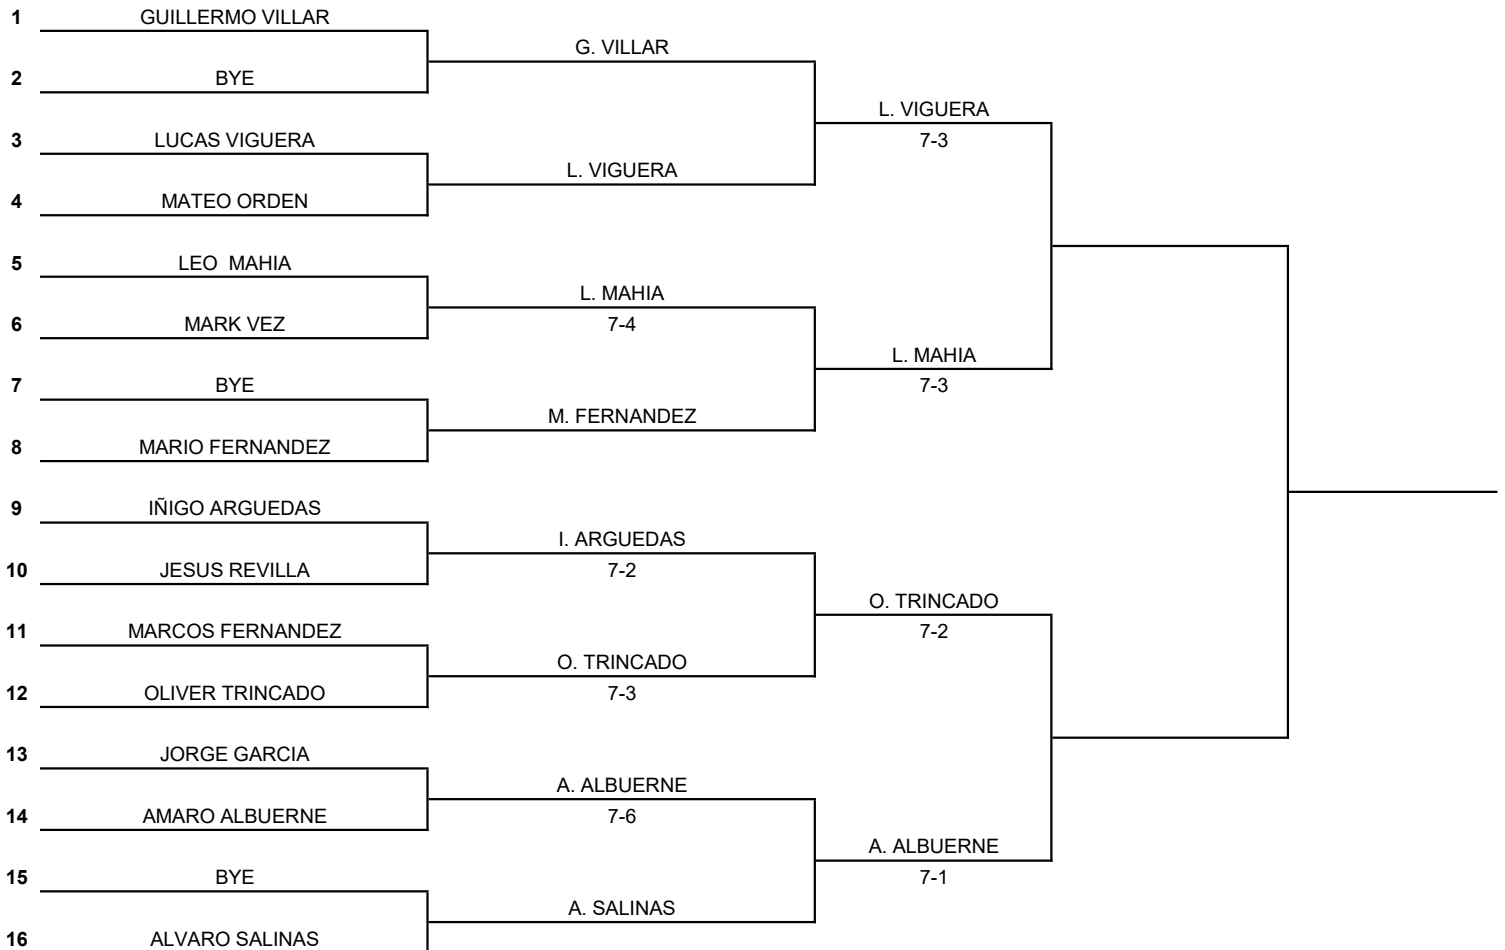 1 GUILLERMO VILLAR
G. VILLAR
2 BYE
L. VIGUERA
7-3
3 LUCAS VIGUERA
L. VIGUERA
4 MATEO ORDEN
5 LEO  MAHIA
L. MAHIA
7-4
6 MARK VEZ
L. MAHIA
7-3
7 BYE
M. FERNANDEZ
8 MARIO FERNANDEZ
9 IÑIGO ARGUEDAS
I. ARGUEDAS
7-2
10 JESUS REVILLA
O. TRINCADO
7-2
11 MARCOS FERNANDEZ
O. TRINCADO
7-3
12 OLIVER TRINCADO
13 JORGE GARCIA
A. ALBUERNE
7-6
14 AMARO ALBUERNE
A. ALBUERNE
7-1
15 BYE
A. SALINAS
16 ALVARO SALINAS